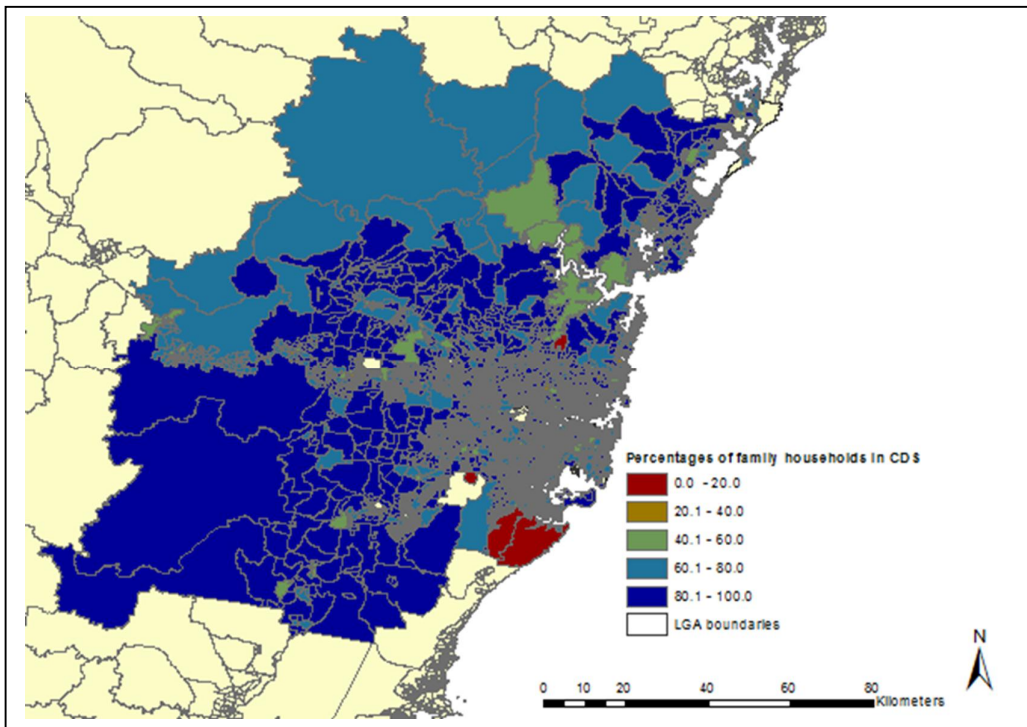 Percentages of family households in CDS
0.0 - 20.0
20.1 - 40.0
40.1 - 60.0
60.1 - 80.0
80.1 - 100.0
LGA boundaries
N
0 10 20 40 60 80
Kilometers